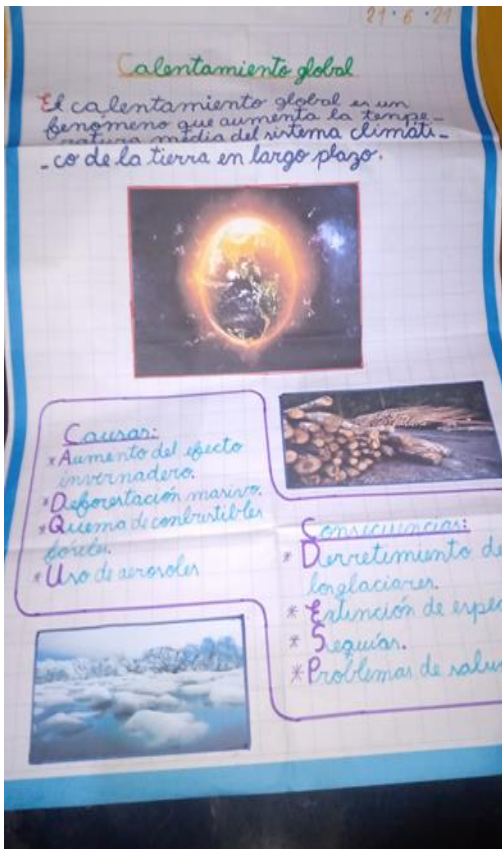 21·6·21
Calentamiento global
El calentamiento global es un
fenómeno que aumenta la tempe-
-ratura media del sistema climáti-
-co de la tierra en largo plazo.
Causas:
*Aumento del efecto
invernadero.
*Deforestación masivo.
*Quema de combustibles
fósiles.
*Uso de aerosoles
Consecuencias:
* Derretimiento de
los glaciares.
* Extinción de espe
* Sequías.
* Problemas de salu